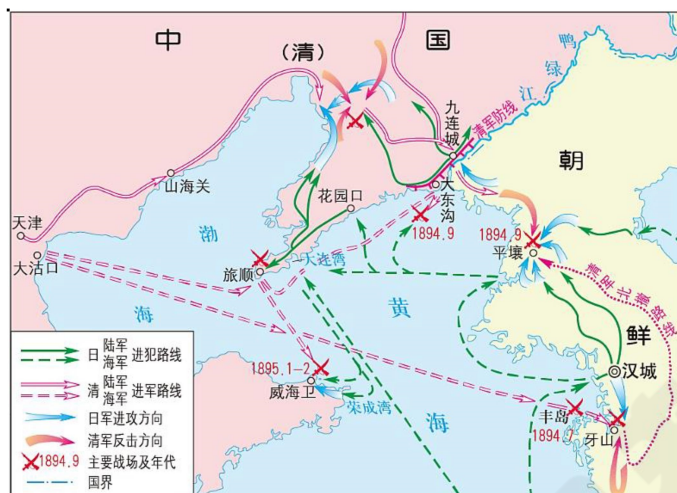 中
国
（清）
鸭
绿
江
九连城
清军防线
朝
鲜
山海关
花园口
大东沟
1894.9
1894.9
平壤
天津
大沽口
渤
海
旅顺
大连湾
黄
海
清军北撤路线
汉城
1895.1-2
威海卫
荣成湾
丰岛
1894.7
牙山
日 陆军 海军 进犯路线
清 陆军 海军 进军路线
日军进攻方向
清军反击方向
1894.9 主要战场及年代
国界